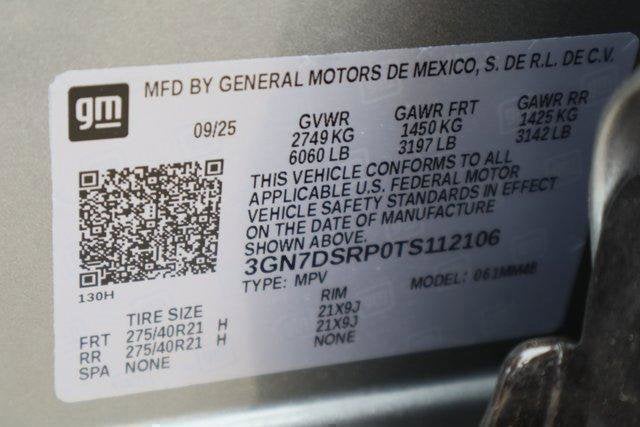 gm
MFD BY GENERAL MOTORS DE MEXICO, S. DE R.L. DE C.V.
09/25
GVWR GAWR FRT GAWR RR
2749 KG 1450 KG 1425 KG
6060 LB 3197 LB 3142 LB
THIS VEHICLE CONFORMS TO ALL
APPLICABLE U.S. FEDERAL MOTOR
VEHICLE SAFETY STANDARDS IN EFFECT
ON THE DATE OF MANUFACTURE
SHOWN ABOVE.
3GN7DSRP0TS112106
130H
TYPE: MPV MODEL:
TIRE SIZE RIM
FRT 275/40R21 H 21X9J
RR 275/40R21 H 21X9J
SPA NONE NONE